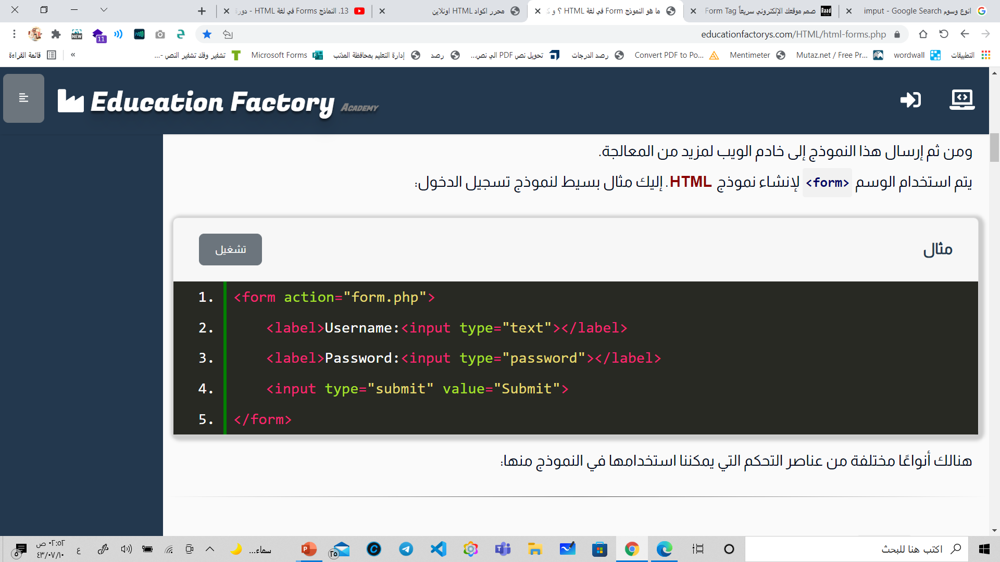 انوع وسوم imput - Google Search
صمم موقعك الإلكتروني سريعاً Form Tag
ما هو النموذج Form في لغة HTML ؟ و
محرر اكواد HTML اونلاين
13. النماذج Forms في لغة HTML - دورة
educationfactorys.com/HTML/html-forms.php
11
NEW
التطبيقات
wordwall
Mutaz.net / Free Pr...
Mentimeter
Convert PDF to Po...
رصد الدرجات
تحويل نص PDF الي نص...
رصد
إدارة التعليم بمحافظة المذنب
Microsoft Forms
تشفير وفك تشفير النص -...
»
قائمة القراءة
Education Factory ACADEMY
ومن ثم إرسال هذا النموذج إلى خادم الويب لمزيد من المعالجة.
يتم استخدام الوسم <form> لإنشاء نموذج HTML. إليك مثال بسيط لنموذج تسجيل الدخول:
مثال
تشغيل
1. <form action="form.php">
2. <label>Username:<input type="text"></label>
3. <label>Password:<input type="password"></label>
4. <input type="submit" value="Submit">
5. </form>
هنالك أنواعًا مختلفة من عناصر التحكم التي يمكننا استخدامها في النموذج منها:
اكتب هنا للبحث
٢٥
سماء...
ع
٠٢:٥٢ ص
٤٣/٠٧/١٠
٥